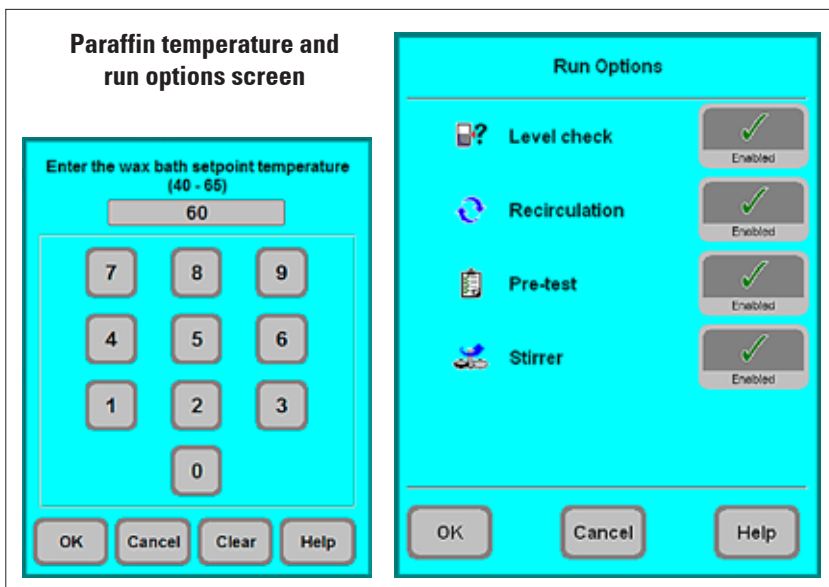 Paraffin temperature and
run options screen
Enter the wax bath setpoint temperature
(40 - 65)
60
7 8 9
4 5 6
1 2 3
0
OK Cancel Clear Help
Run Options
? Level check
Enabled
Recirculation
Enabled
Pre-test
Enabled
Stirrer
Enabled
OK Cancel Help